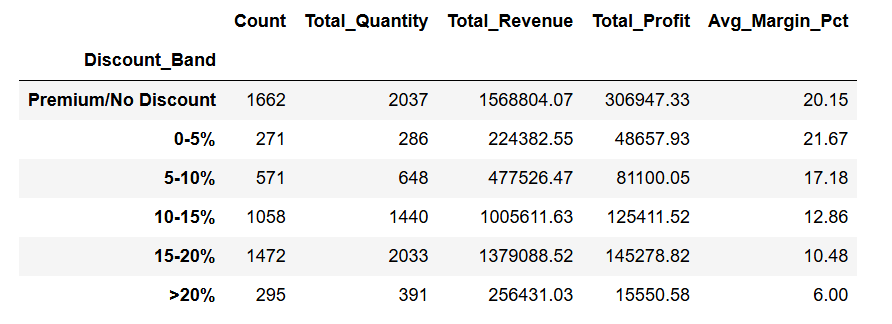 Count Total_Quantity Total_Revenue Total_Profit Avg_Margin_Pct
Discount_Band
Premium/No Discount 1662 2037 1568804.07 306947.33 20.15
0-5% 271 286 224382.55 48657.93 21.67
5-10% 571 648 477526.47 81100.05 17.18
10-15% 1058 1440 1005611.63 125411.52 12.86
15-20% 1472 2033 1379088.52 145278.82 10.48
>20% 295 391 256431.03 15550.58 6.00